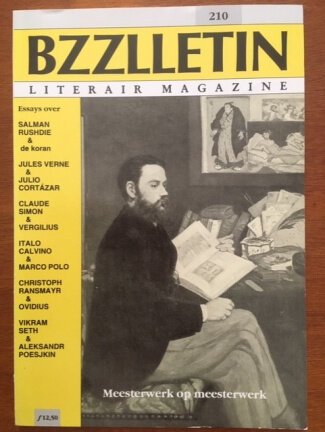 210
BZZLLETIN
LITERAIR MAGAZINE
Essays over
SALMAN
RUSHDIE
&
de koran
JULES VERNE
&
JULIO
CORTÁZAR
CLAUDE
SIMON
&
VERGILIUS
ITALO
CALVINO
&
MARCO POLO
CHRISTOPH
RANSMAYR
&
OVIDIUS
VIKRAM
SETH
&
ALEKSANDR
POESJKIN
Meesterwerk op meesterwerk
ƒ12,50